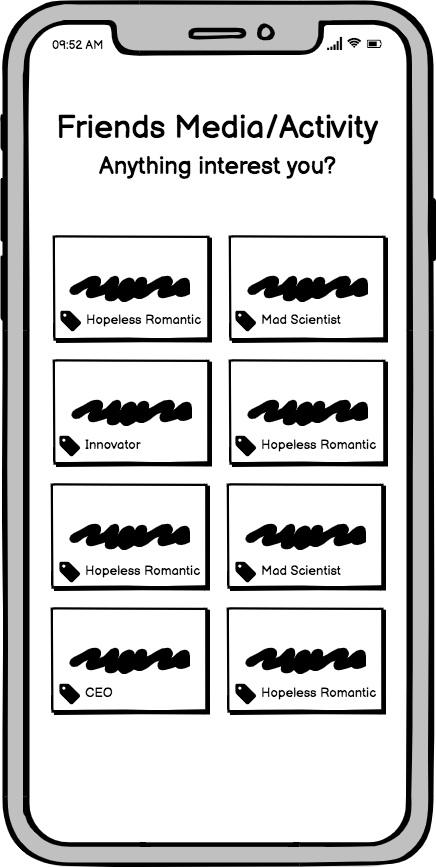 09:52 AM
Friends Media/Activity
Anything interest you?
Hopeless Romantic
Mad Scientist
Innovator
Hopeless Romantic
Hopeless Romantic
Mad Scientist
CEO
Hopeless Romantic